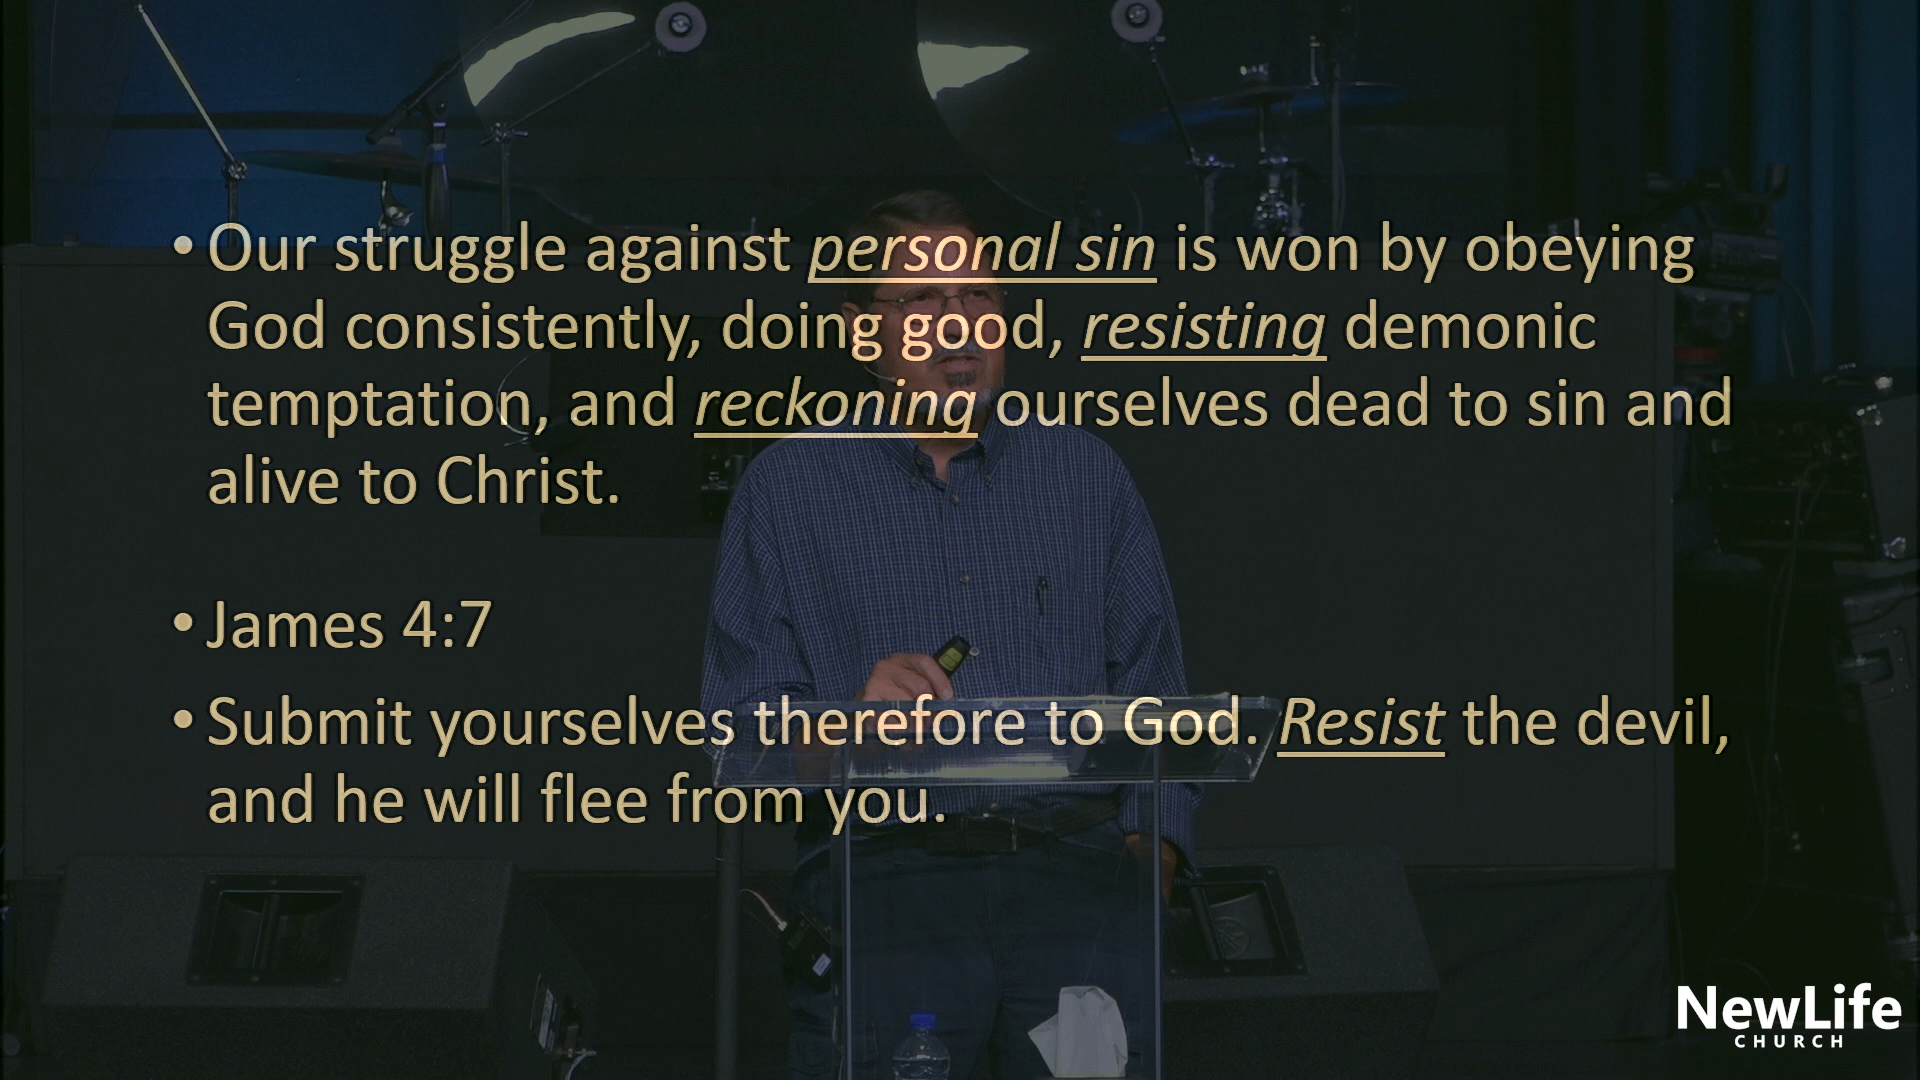 • Our struggle against personal sin is won by obeying
God consistently, doing good, resisting demonic
temptation, and reckoning ourselves dead to sin and
alive to Christ.
• James 4:7
• Submit yourselves therefore to God. Resist the devil,
and he will flee from you.
NewLife
CHURCH